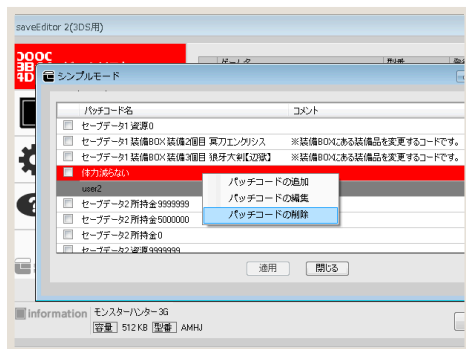 saveEditor 2(3DS用)
シンプルモード
パッチコード名 コメント
セーブデータ1 資源0
セーブデータ1 装備BOX装備2個目 冥刀エンクリシス ※装備BOXにある装備品を変更するコードです。
セーブデータ1 装備BOX装備3個目 狼牙大剣【辺獄】 ※装備BOXにある装備品を変更するコードです。
体力減らない
user2
セーブデータ2 所持金9999999
セーブデータ2 所持金5000000
セーブデータ2 所持金0
セーブデータ2 資源9999999
パッチコードの追加
パッチコードの編集
パッチコードの削除
適用 閉じる
information モンスターハンター3G
容量 512 KB 型番 AMHJ